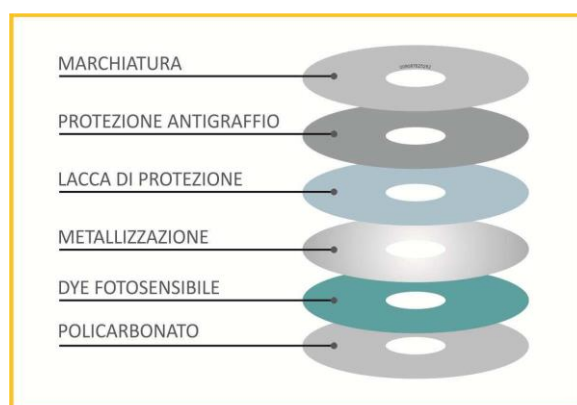 MARCHIATURA
PROTEZIONE ANTIGRAFFIO
LACCA DI PROTEZIONE
METALLIZZAZIONE
DYE FOTOSENSIBILE
POLICARBONATO